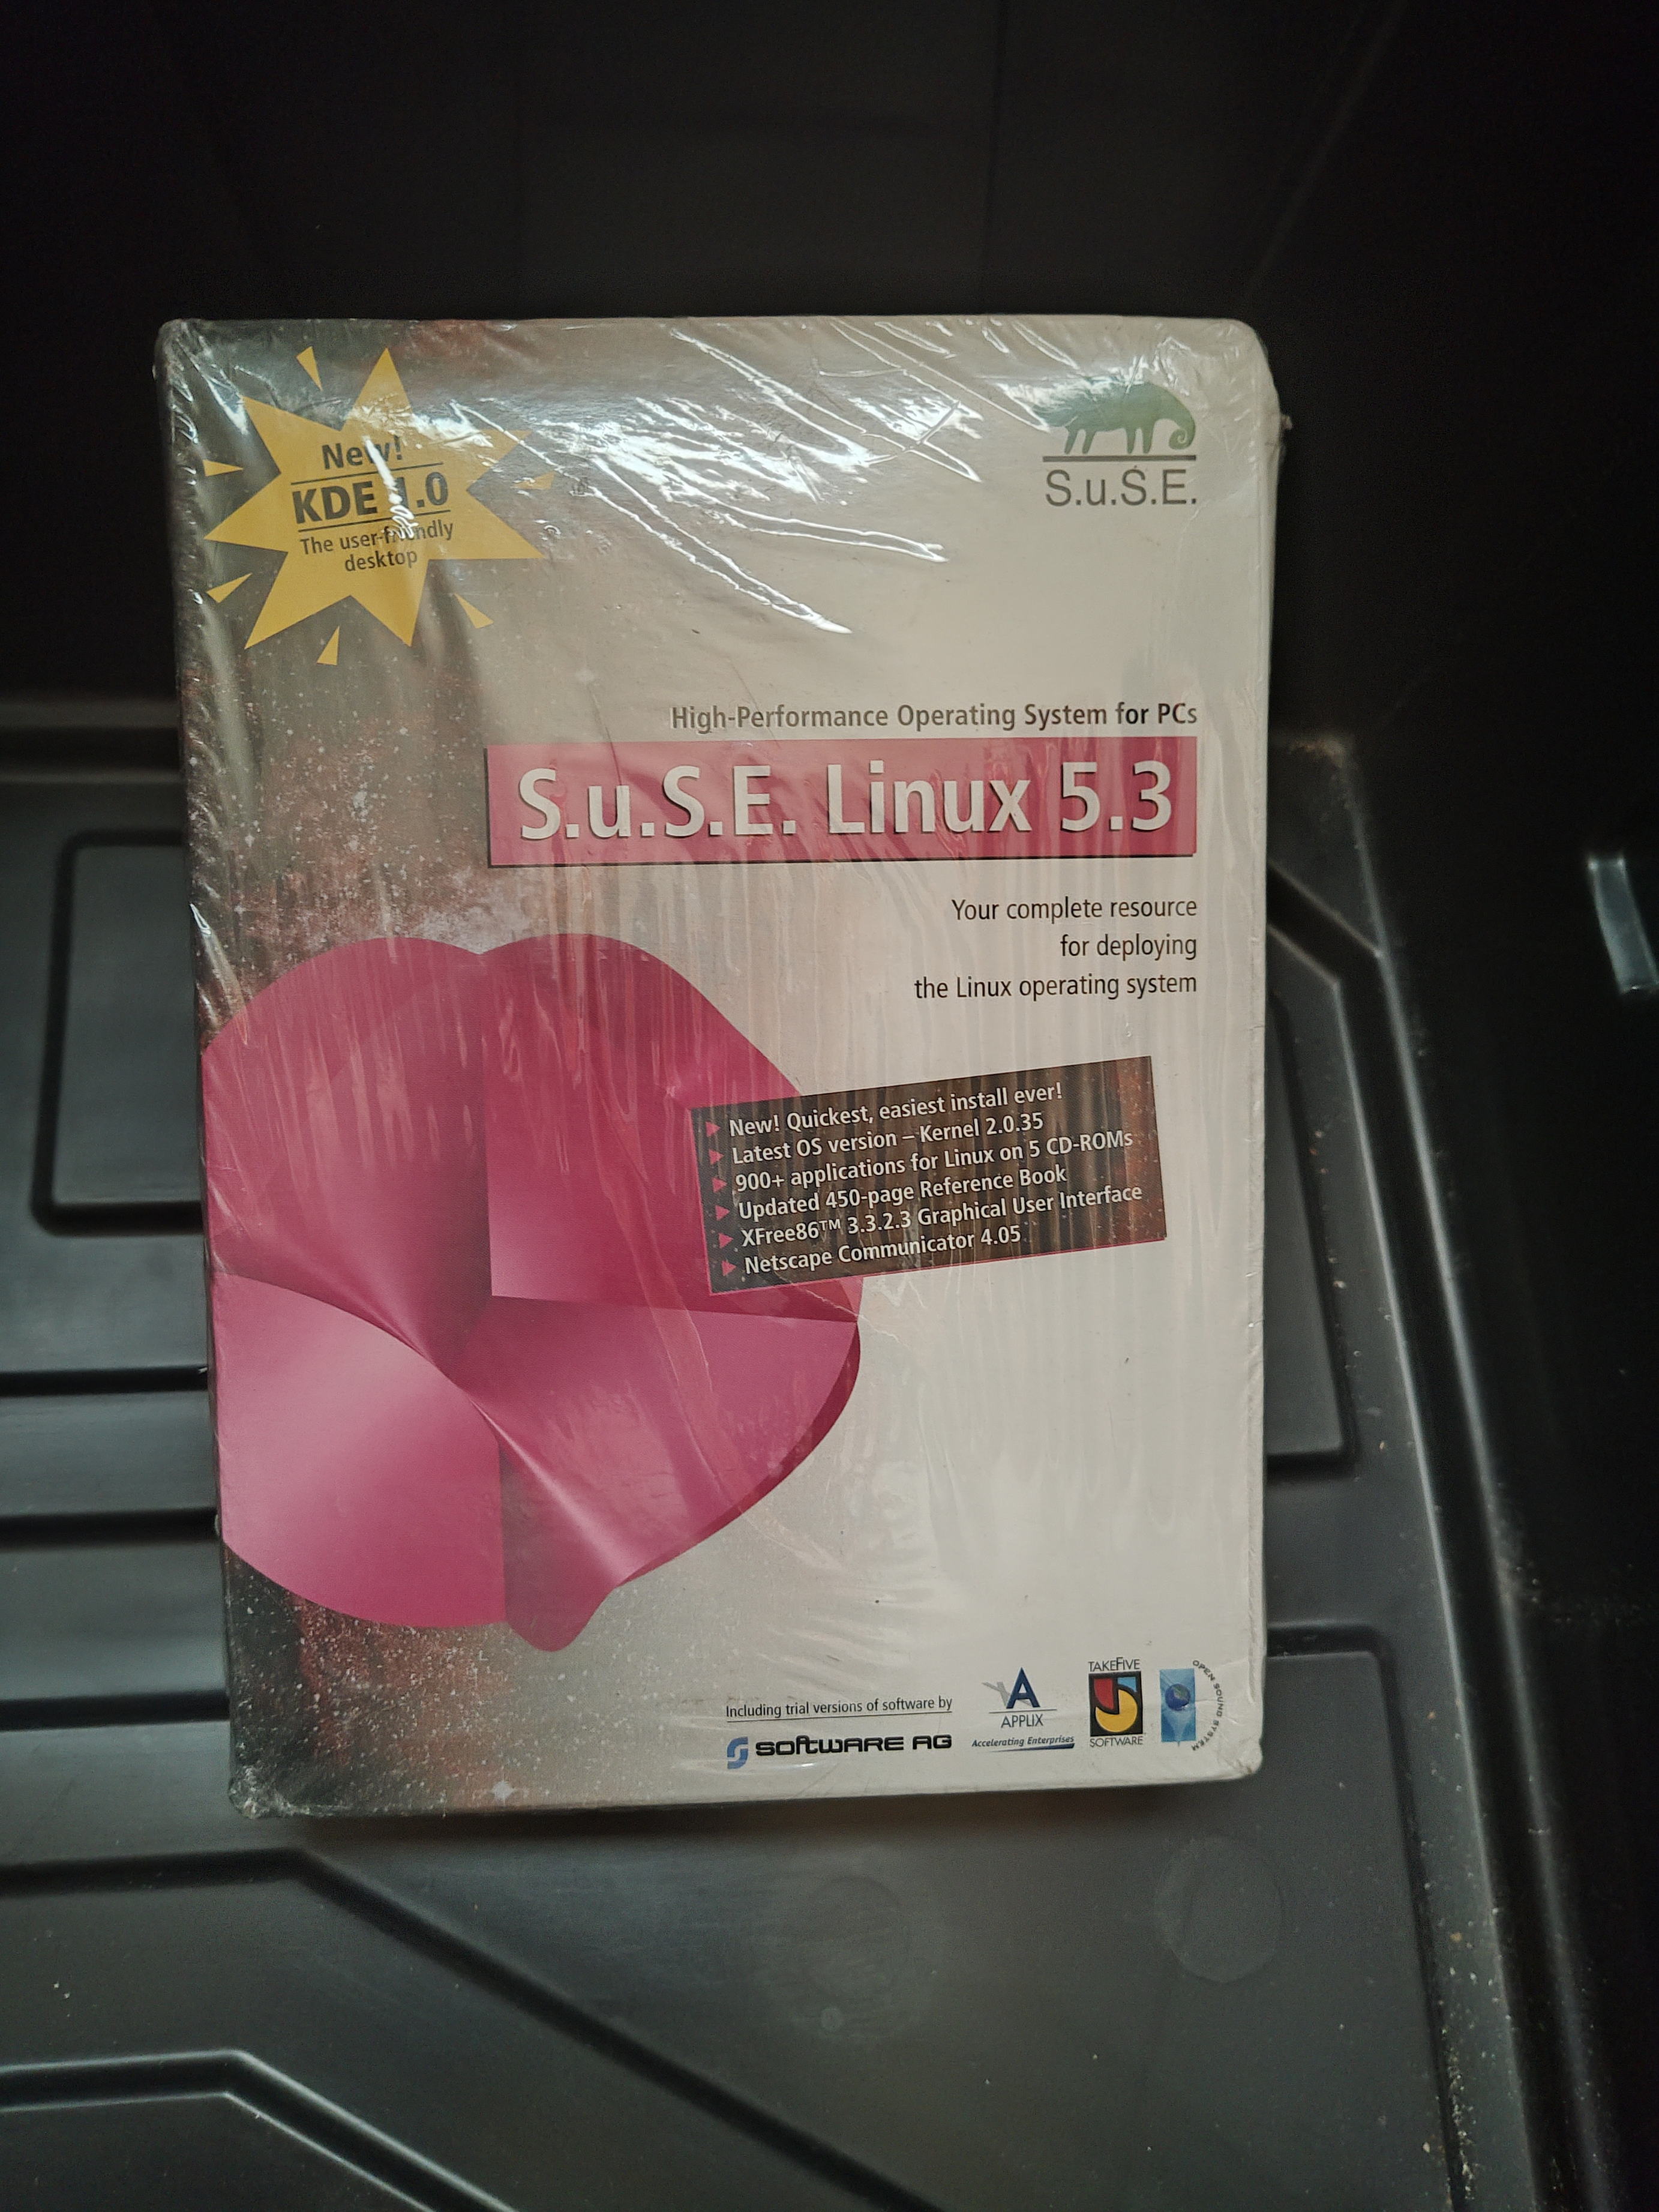 New!
KDE 1.0
The user-friendly
desktop
S.u.S.E.
High-Performance Operating System for PCs
S.u.S.E. Linux 5.3
Your complete resource
for deploying
the Linux operating system
New! Quickest, easiest install ever!
Latest OS version – Kernel 2.0.35
900+ applications for Linux on 5 CD-ROMs
Updated 450-page Reference Book
XFree86™ 3.3.2.3 Graphical User Interface
Netscape Communicator 4.05
Including trial versions of software by
SOFTWARE AG
APPLIX
Accelerating Enterprises
TAKEFIVE
SOFTWARE
OPEN SOUND SYSTEM